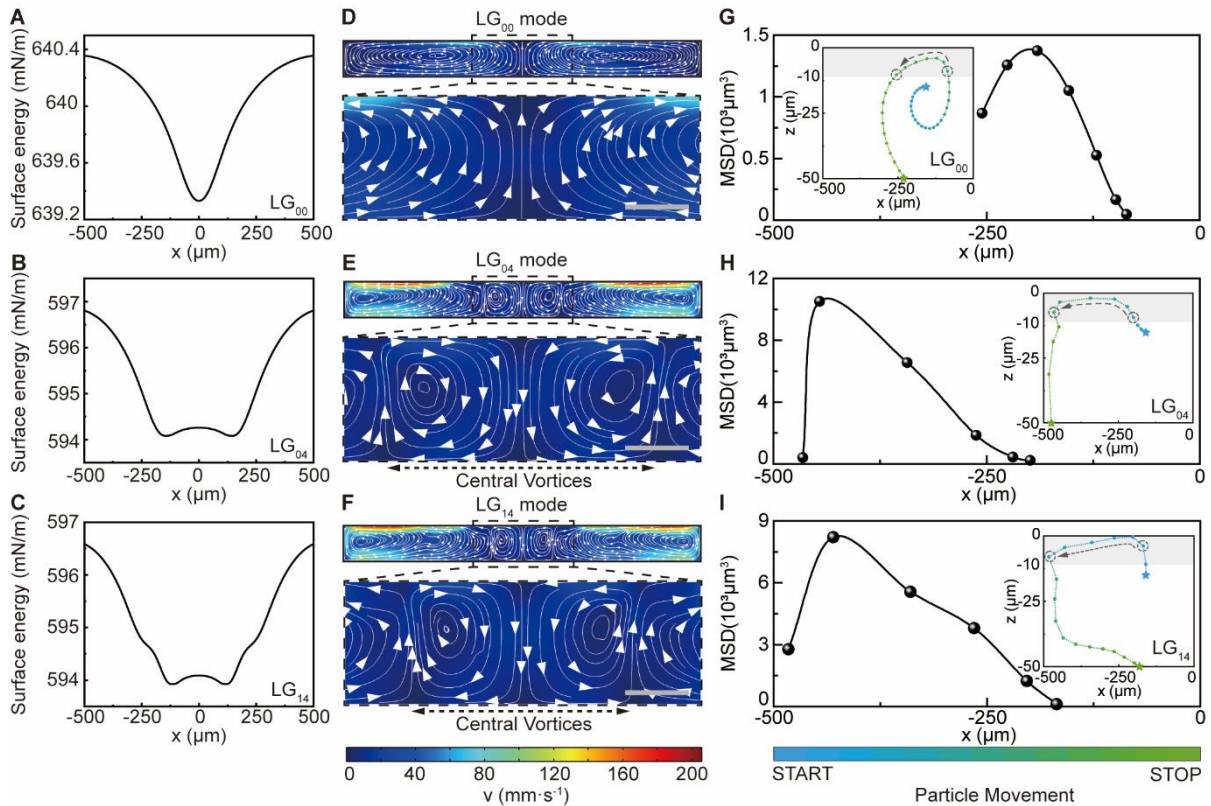 A
Surface energy (mN/m)
640.4
640
639.6
639.2
-500 -250 0 250 500
x (µm)
LG00
B
Surface energy (mN/m)
597
596
595
594
-500 -250 0 250 500
x (µm)
LG04
C
Surface energy (mN/m)
597
596
595
594
-500 -250 0 250 500
x (µm)
LG14
D
LG00 mode
E
LG04 mode
Central Vortices
F
LG14 mode
Central Vortices
0 40 80 120 160 200
v (mm·s⁻¹)
G
MSD(10³µm³)
1.5
1
0.5
0
-500 -250 0
x (µm)
z (µm)
0
-10
-25
-50
-500 -250 0
x (µm)
LG00
H
MSD(10³µm³)
12
8
4
0
-500 -250 0
x (µm)
z (µm)
0
-10
-25
-50
-500 -250 0
x (µm)
LG04
I
MSD(10³µm³)
9
6
3
0
-500 -250 0
x (µm)
z (µm)
0
-10
-25
-50
-500 -250 0
x (µm)
LG14
START STOP
Particle Movement